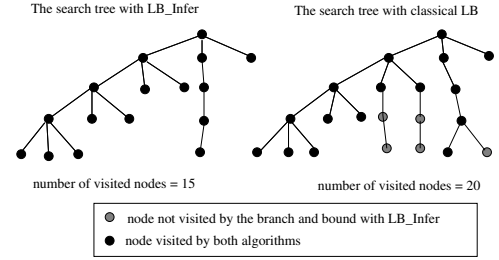 The search tree with LB_Infer
The search tree with classical LB
number of visited nodes = 15
number of visited nodes = 20
node not visited by the branch and bound with LB_Infer
node visited by both algorithms